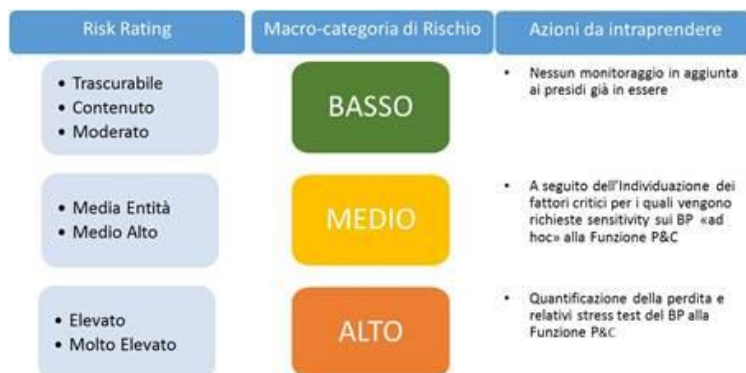 Risk Rating
Macro-categoria di Rischio
Azioni da intraprendere
• Trascurabile
• Contenuto
• Moderato
BASSO
• Nessun monitoraggio in aggiunta
ai presidi già in essere
• Media Entità
• Medio Alto
MEDIO
• A seguito dell'Individuazione dei
fattori critici per i quali vengono
richieste sensitivity sui BP «ad
hoc» alla Funzione P&C
• Elevato
• Molto Elevato
ALTO
• Quantificazione della perdita e
relativi stress test del BP alla
Funzione P&C